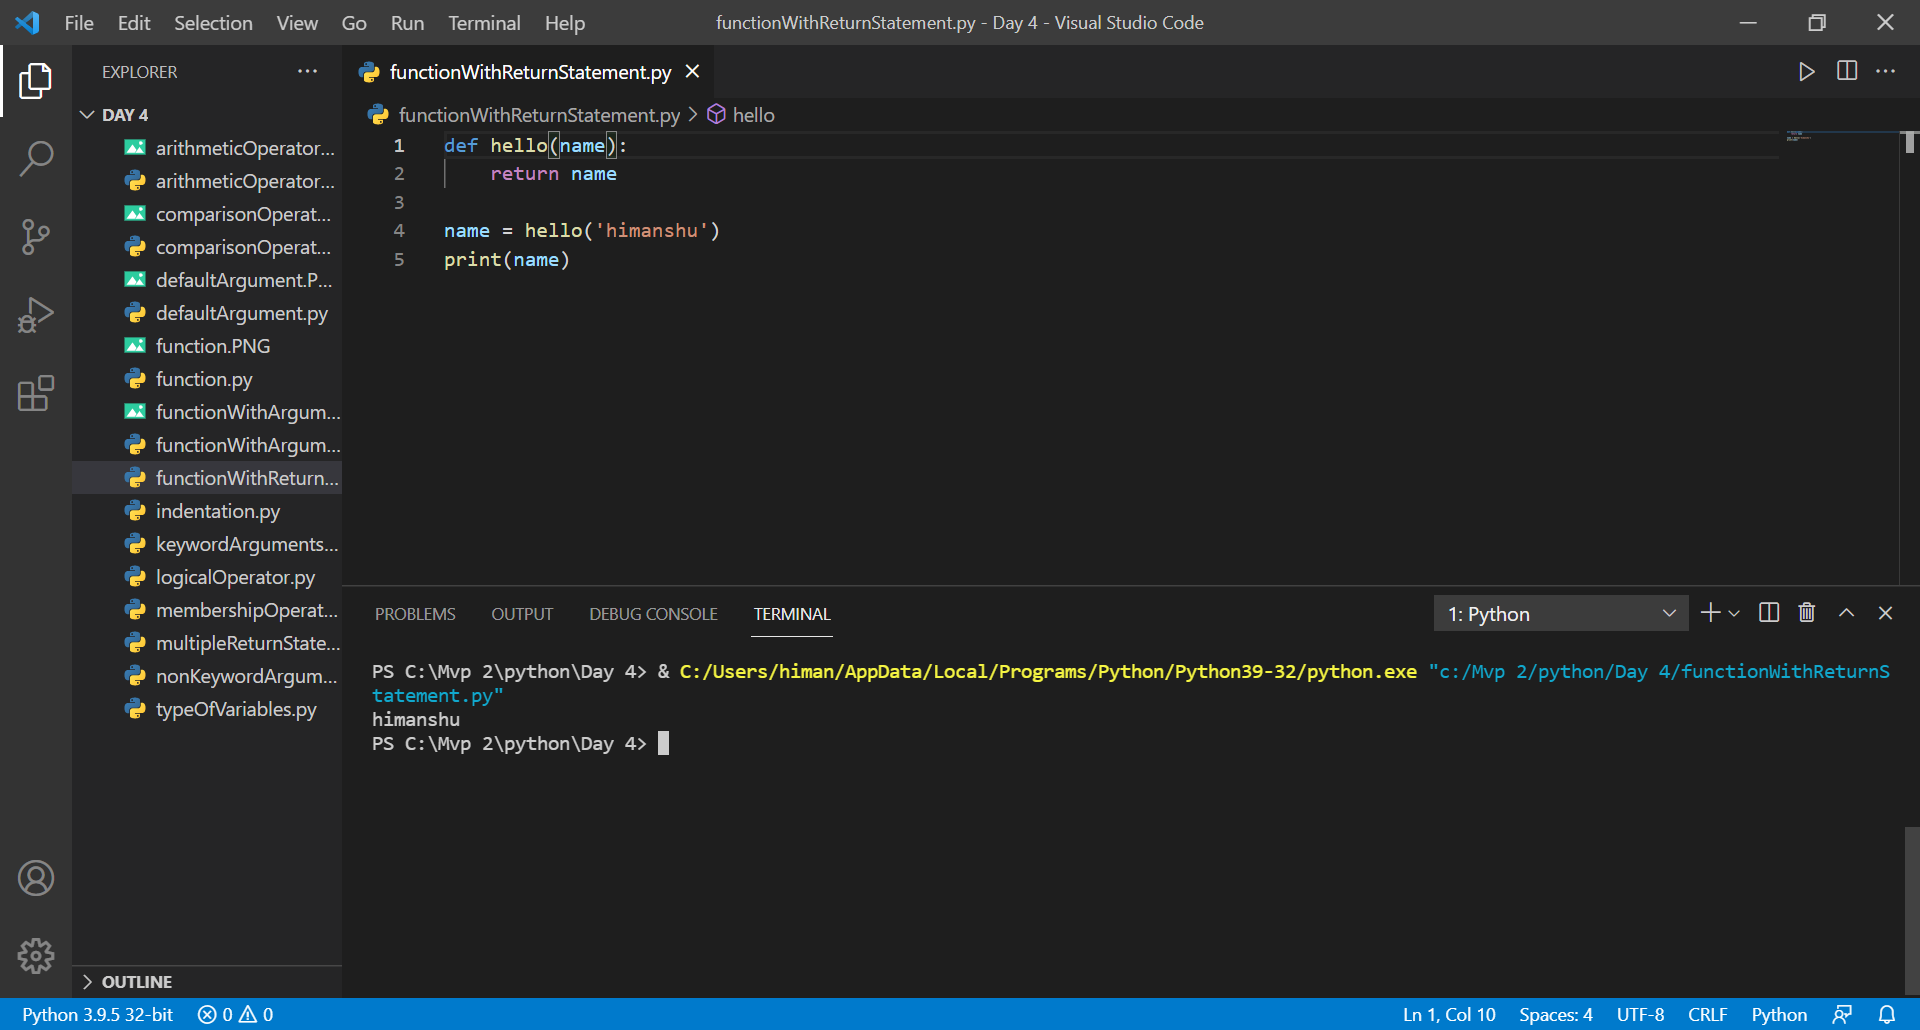 File Edit Selection View Go Run Terminal Help functionWithReturnStatement.py - Day 4 - Visual Studio Code
EXPLORER
DAY 4
arithmeticOperator...
arithmeticOperator...
comparisonOperat...
comparisonOperat...
defaultArgument.P...
defaultArgument.py
function.PNG
function.py
functionWithArgum...
functionWithArgum...
functionWithReturn...
indentation.py
keywordArguments...
logicalOperator.py
membershipOperat...
multipleReturnState...
nonKeywordArgum...
typeOfVariables.py
OUTLINE
functionWithReturnStatement.py
functionWithReturnStatement.py > hello
1 def hello(name):
2     return name
3
4 name = hello('himanshu')
5 print(name)
PROBLEMS OUTPUT DEBUG CONSOLE TERMINAL 1: Python
PS C:\Mvp 2\python\Day 4> & C:/Users/himan/AppData/Local/Programs/Python/Python39-32/python.exe "c:/Mvp 2/python/Day 4/functionWithReturnS
tatement.py"
himanshu
PS C:\Mvp 2\python\Day 4>
Python 3.9.5 32-bit 0 0 Ln 1, Col 10 Spaces: 4 UTF-8 CRLF Python